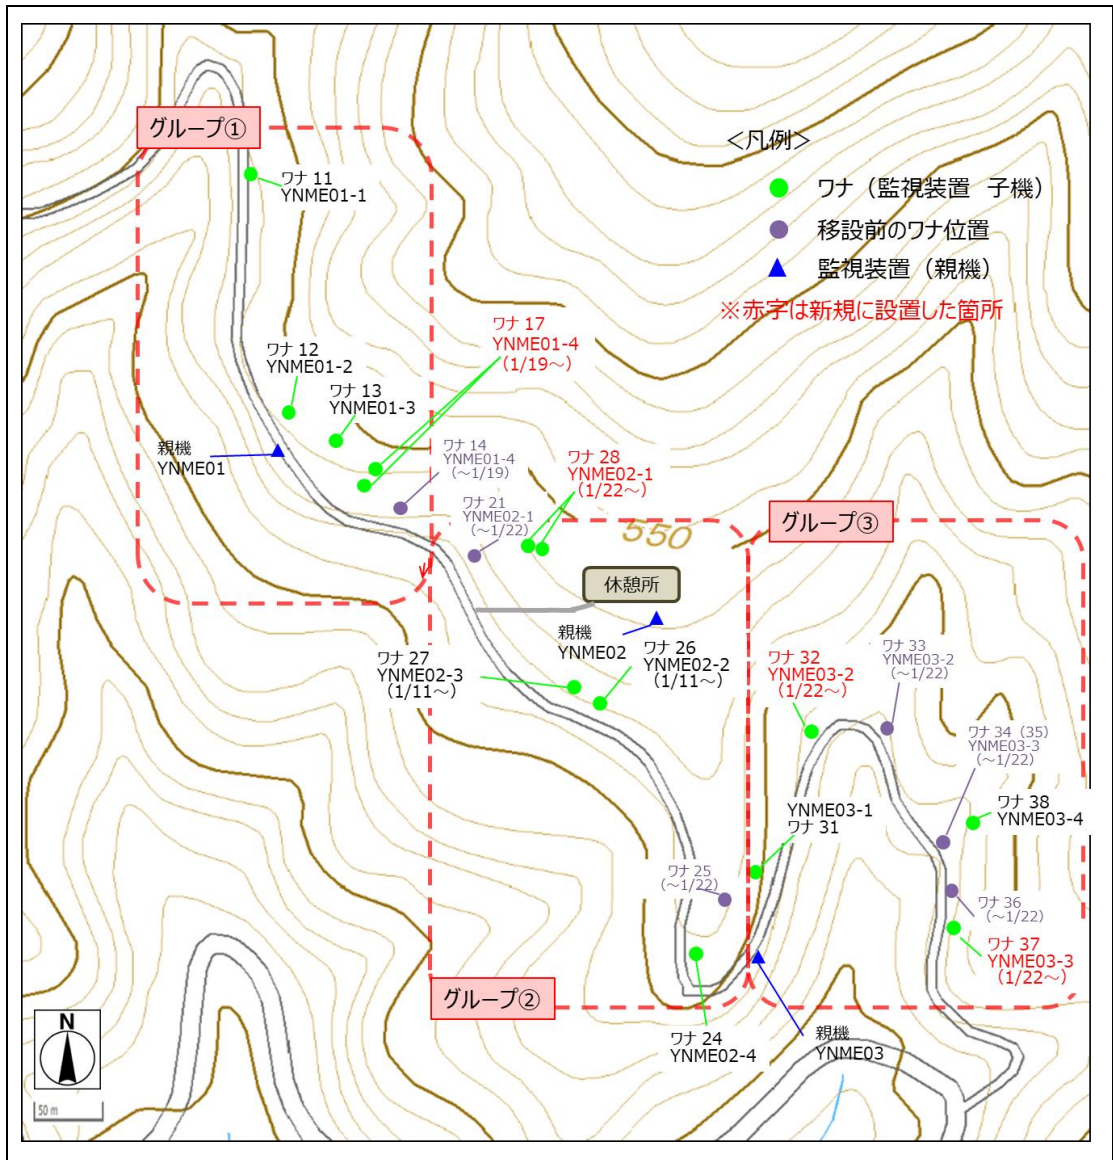 グループ①
ワナ 11
YNME01-1
<凡例>
ワナ（監視装置 子機）
移設前のワナ位置
監視装置（親機）
※赤字は新規に設置した箇所
ワナ 17
YNME01-4
（1/19～）
ワナ 12
YNME01-2
ワナ 13
YNME01-3
親機
YNME01
ワナ 14
YNME01-4
（～1/19）
ワナ 28
YNME02-1
（1/22～）
ワナ 21
YNME02-1
（～1/22）
550
グループ③
休憩所
親機
YNME02
ワナ 26
YNME02-2
（1/11～）
ワナ 27
YNME02-3
（1/11～）
ワナ 32
YNME03-2
（1/22～）
ワナ 33
YNME03-2
（～1/22）
ワナ 34（35）
YNME03-3
（～1/22）
ワナ 38
YNME03-4
YNME03-1
ワナ 31
ワナ 25
（～1/22）
ワナ 36
（～1/22）
ワナ 37
YNME03-3
（1/22～）
グループ②
ワナ 24
YNME02-4
親機
YNME03
N
50 m